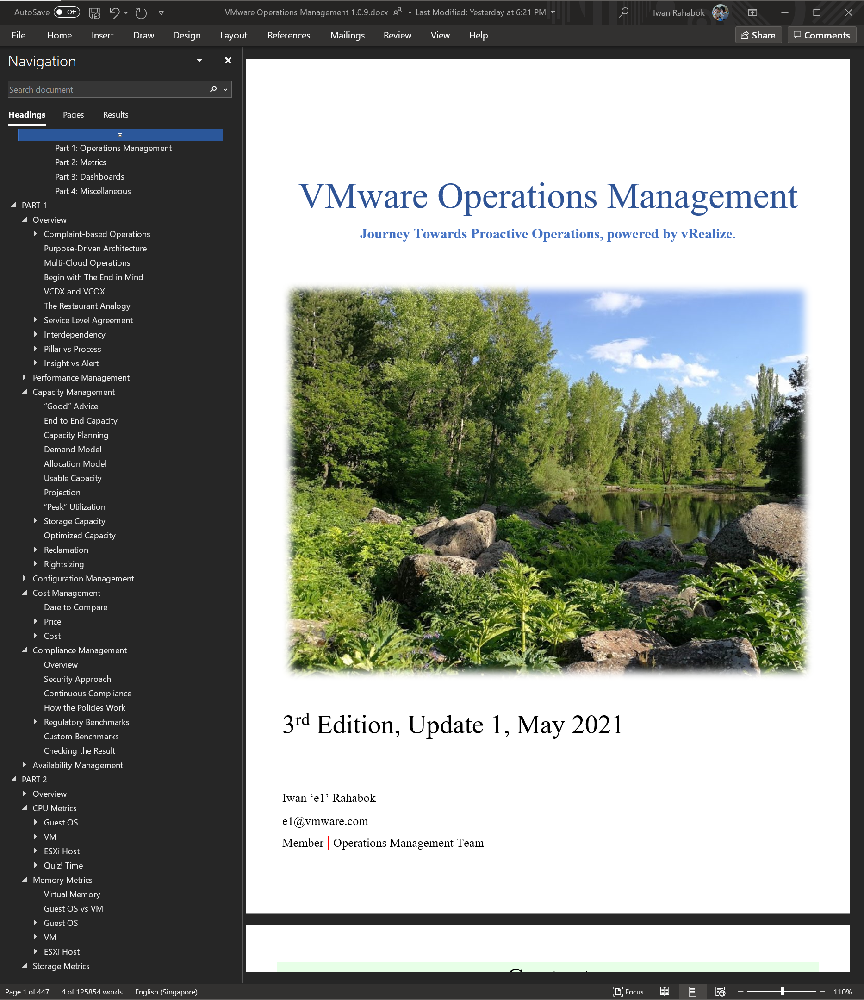 AutoSave Off VMware Operations Management 1.0.9.docx - Last Modified: Yesterday at 6:21 PM Iwan Rahabok
File Home Insert Draw Design Layout References Mailings Review View Help Share Comments
Navigation
Search document
Headings Pages Results
Part 1: Operations Management
Part 2: Metrics
Part 3: Dashboards
Part 4: Miscellaneous
PART 1
Overview
Complaint-based Operations
Purpose-Driven Architecture
Multi-Cloud Operations
Begin with The End in Mind
VCDX and VCOX
The Restaurant Analogy
Service Level Agreement
Interdependency
Pillar vs Process
Insight vs Alert
Performance Management
Capacity Management
“Good” Advice
End to End Capacity
Capacity Planning
Demand Model
Allocation Model
Usable Capacity
Projection
“Peak” Utilization
Storage Capacity
Optimized Capacity
Reclamation
Rightsizing
Configuration Management
Cost Management
Dare to Compare
Price
Cost
Compliance Management
Overview
Security Approach
Continuous Compliance
How the Policies Work
Regulatory Benchmarks
Custom Benchmarks
Checking the Result
Availability Management
PART 2
Overview
CPU Metrics
Guest OS
VM
ESXi Host
Quiz! Time
Memory Metrics
Virtual Memory
Guest OS vs VM
Guest OS
VM
ESXi Host
Storage Metrics
VMware Operations Management
Journey Towards Proactive Operations, powered by vRealize.
3rd Edition, Update 1, May 2021
Iwan ‘e1’ Rahabok
e1@vmware.com
Member | Operations Management Team
Page 1 of 447 4 of 125854 words English (Singapore) Focus 110%